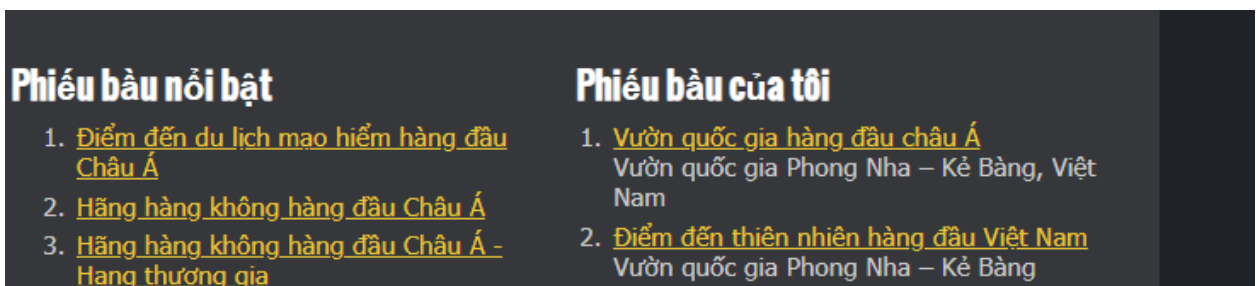 Phiếu bầu nổi bật
1. Điểm đến du lịch mạo hiểm hàng đầu
Châu Á
2. Hãng hàng không hàng đầu Châu Á
3. Hãng hàng không hàng đầu Châu Á -
Hạng thương gia
Phiếu bầu của tôi
1. Vườn quốc gia hàng đầu châu Á
Vườn quốc gia Phong Nha – Kẻ Bàng, Việt
Nam
2. Điểm đến thiên nhiên hàng đầu Việt Nam
Vườn quốc gia Phong Nha – Kẻ Bàng